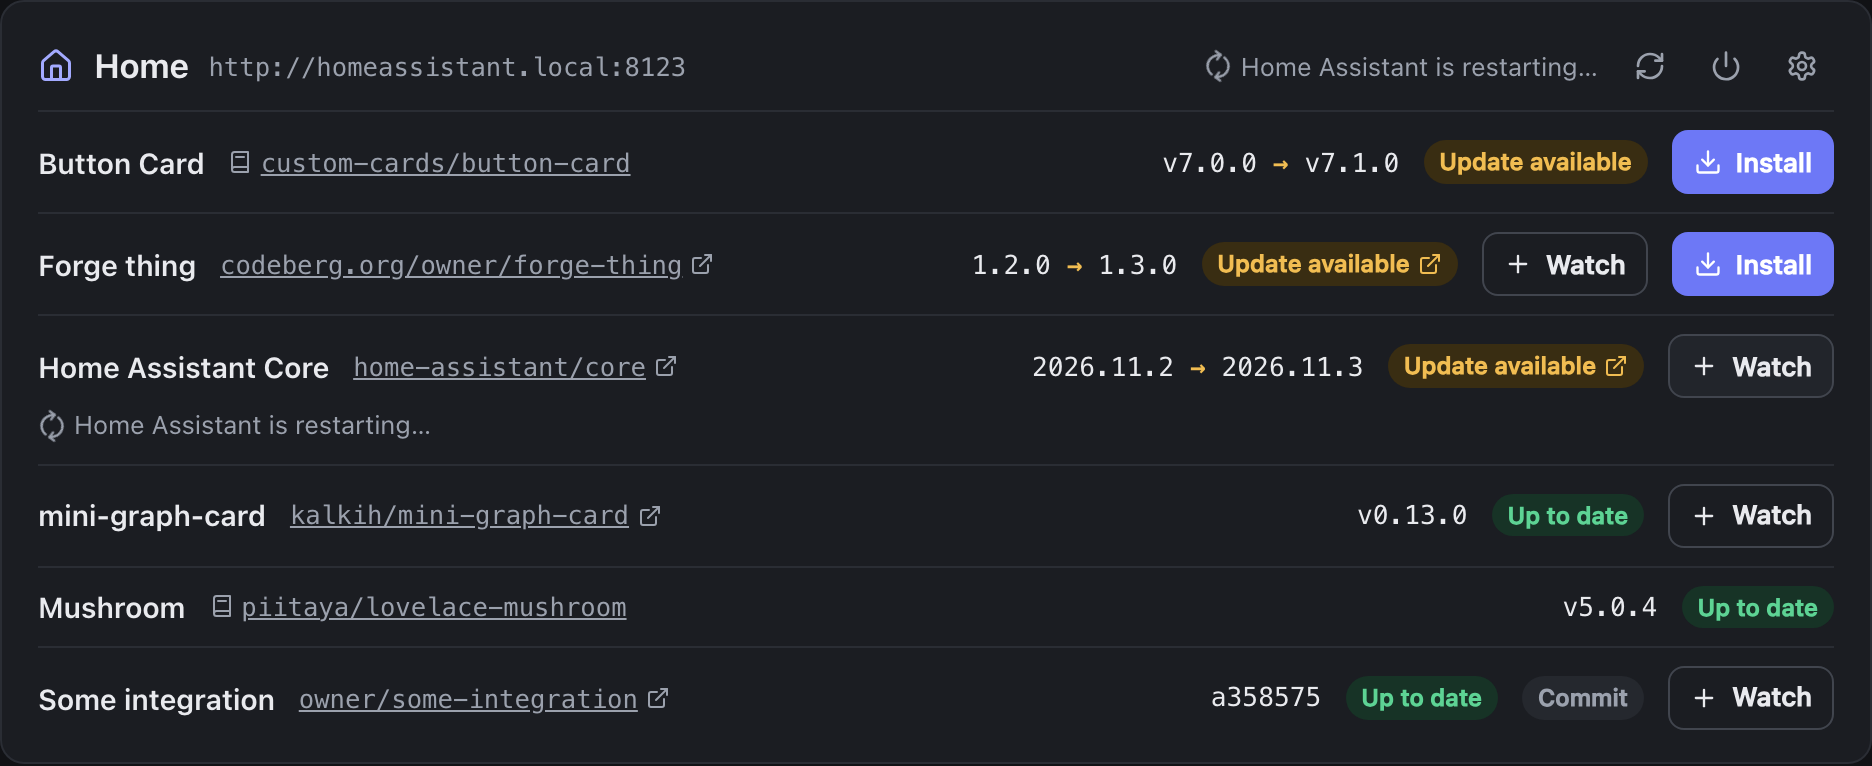 Home http://homeassistant.local:8123 Home Assistant is restarting...
Button Card custom-cards/button-card v7.0.0 → v7.1.0 Update available Install
Forge thing codeberg.org/owner/forge-thing 1.2.0 → 1.3.0 Update available + Watch Install
Home Assistant Core home-assistant/core 2026.11.2 → 2026.11.3 Update available + Watch
Home Assistant is restarting...
mini-graph-card kalkih/mini-graph-card v0.13.0 Up to date + Watch
Mushroom piitaya/lovelace-mushroom v5.0.4 Up to date
Some integration owner/some-integration a358575 Up to date Commit + Watch